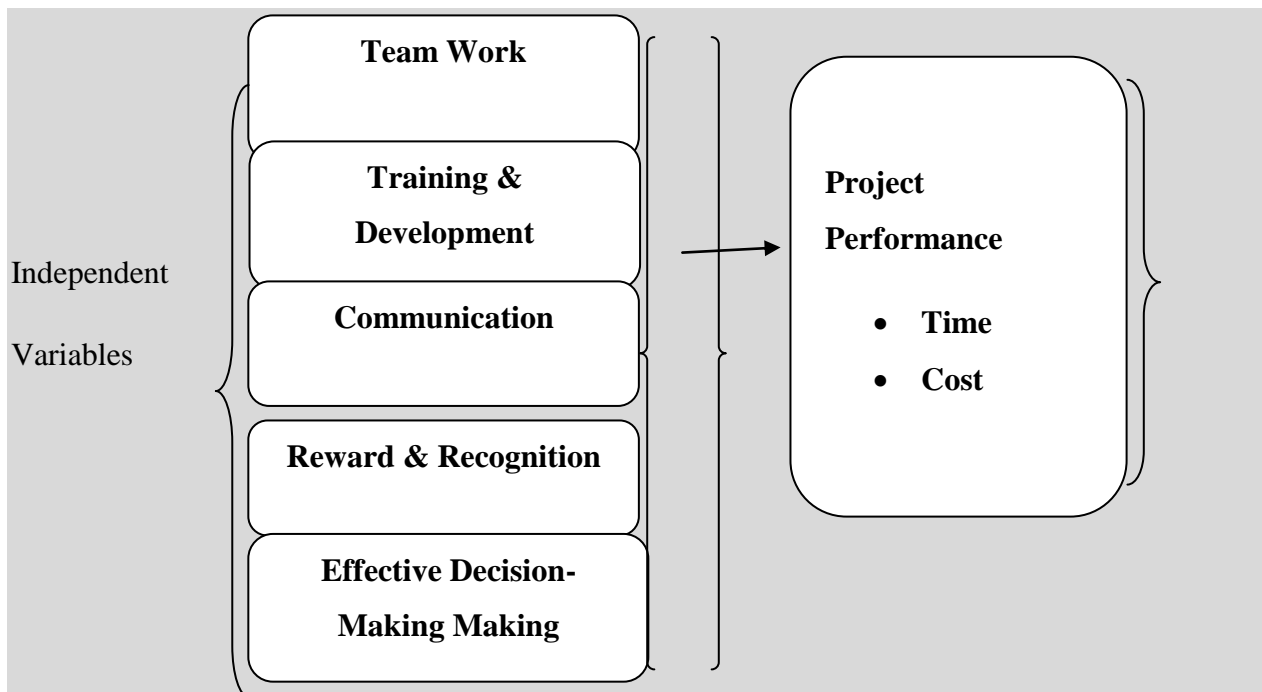 Team Work
Training &
Development
Independent
Variables
Communication
Reward & Recognition
Effective Decision-
Making Making
Project
Performance
• Time
• Cost